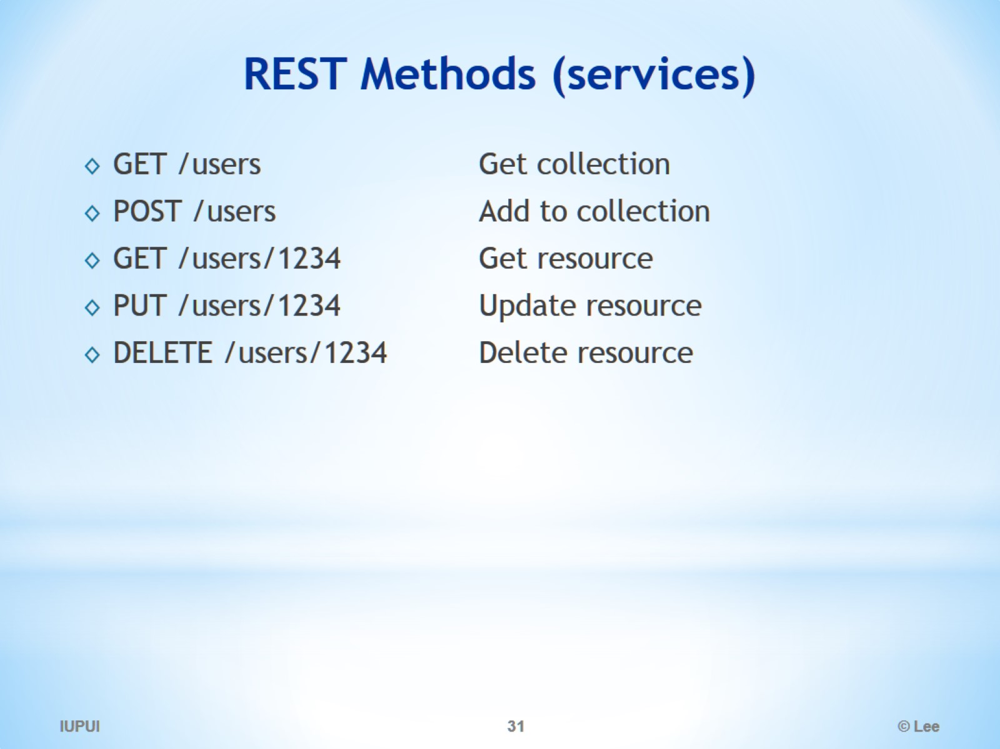 REST Methods (services)
◇ GET /users Get collection
◇ POST /users Add to collection
◇ GET /users/1234 Get resource
◇ PUT /users/1234 Update resource
◇ DELETE /users/1234 Delete resource
IUPUI 31 © Lee